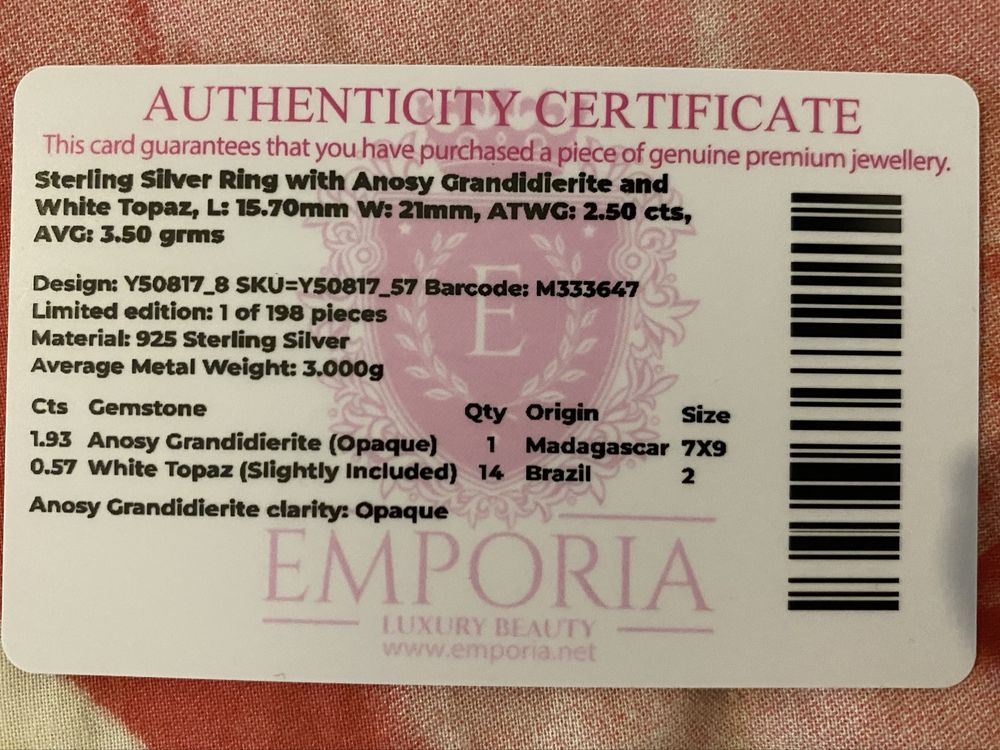 AUTHENTICITY CERTIFICATE
This card guarantees that you have purchased a piece of genuine premium jewellery.
Sterling Silver Ring with Anosy Grandidierite and
White Topaz, L: 15.70mm W: 21mm, ATWG: 2.50 cts,
AVG: 3.50 grms
Design: Y50817_8 SKU=Y50817_57 Barcode: M333647
Limited edition: 1 of 198 pieces
Material: 925 Sterling Silver
Average Metal Weight: 3.000g
E
Cts Gemstone Qty Origin Size
1.93 Anosy Grandidierite (Opaque) 1 Madagascar 7X9
0.57 White Topaz (Slightly Included) 14 Brazil 2
Anosy Grandidierite clarity: Opaque
EMPORIA
LUXURY BEAUTY
www.emporia.net